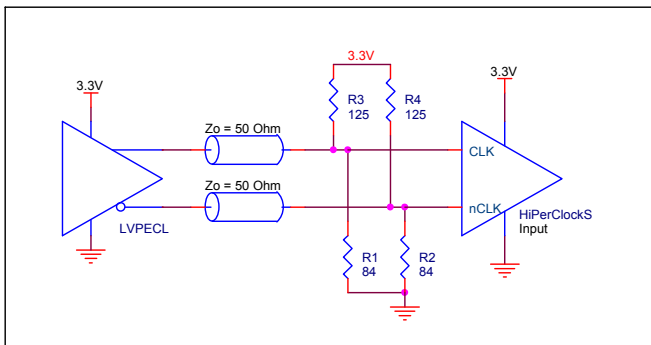 3.3V
3.3V
3.3V
R3
125
R4
125
Zo = 50 Ohm
CLK
Zo = 50 Ohm
nCLK
LVPECL
HiPerClockS
Input
R1
84
R2
84